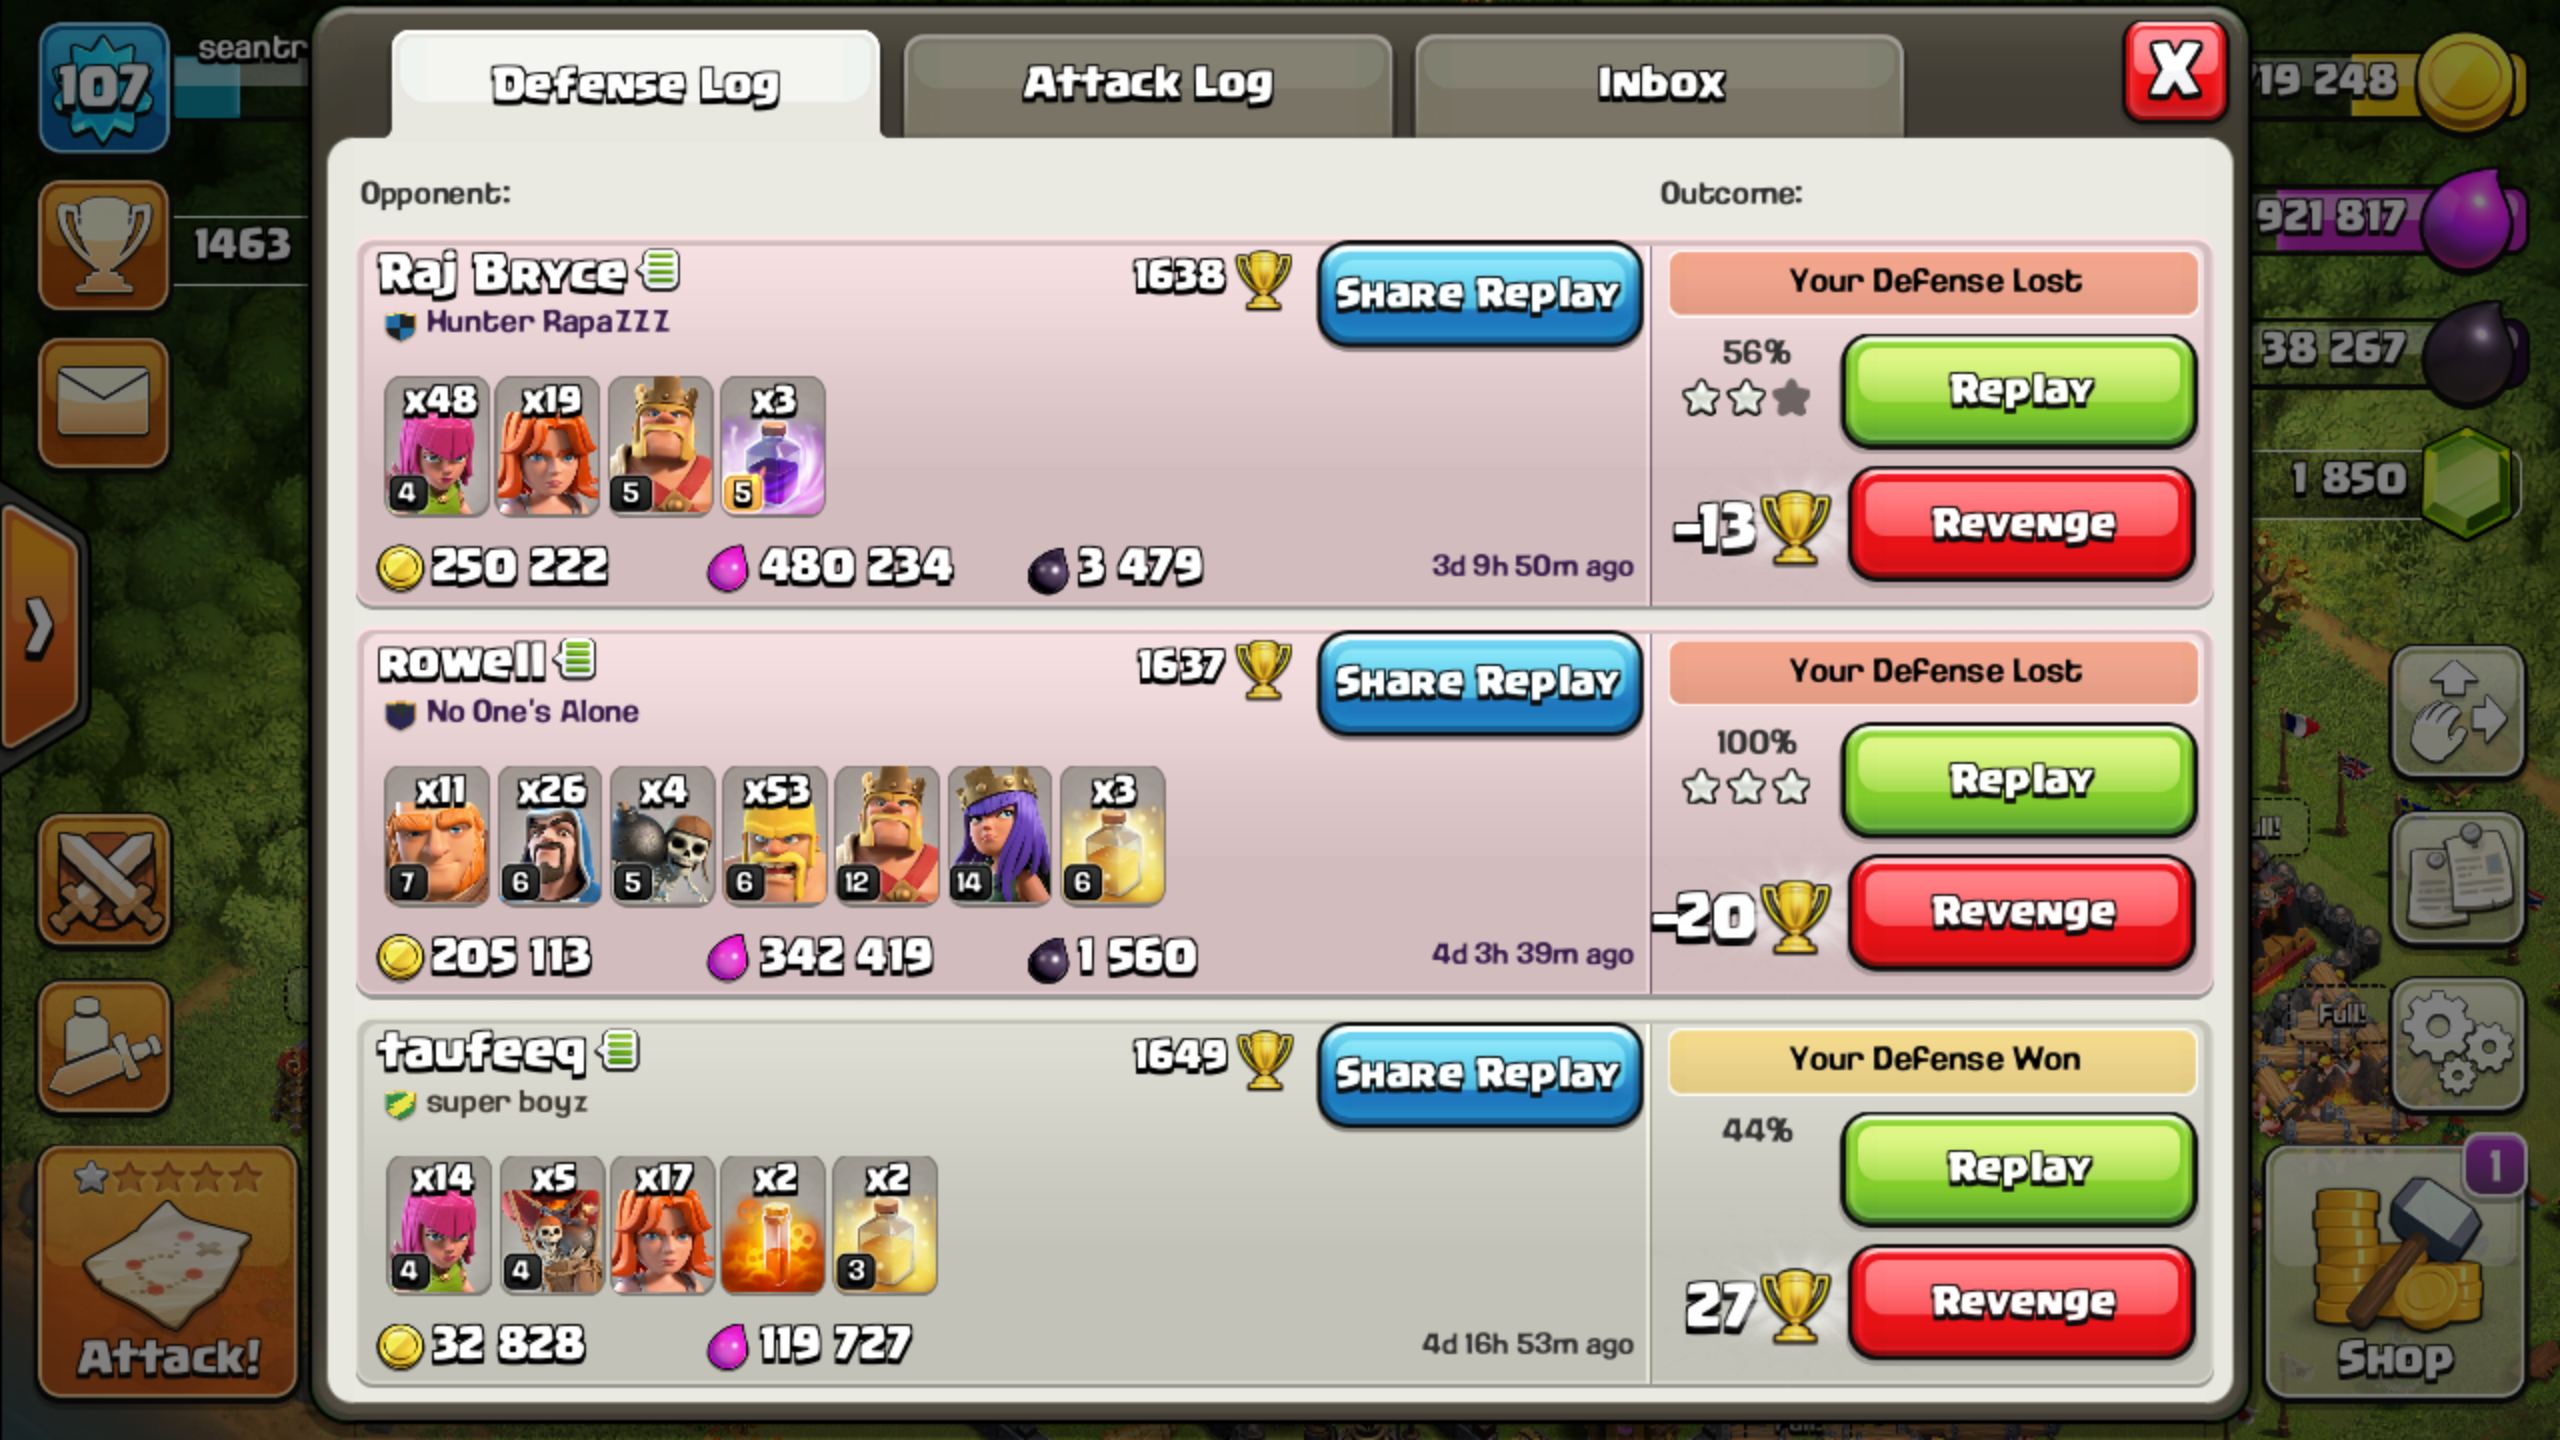 107
seantr
Defense Log
Attack Log
Inbox
X
19 248
1463
921 817
38 267
1 850
Opponent:
Outcome:
Raj Bryce
1638
Share Replay
Your Defense Lost
Hunter RapaZZZ
56%
Replay
x48
x19
x3
4
5
5
-13
Revenge
250 222
480 234
3 479
3d 9h 50m ago
rowell
1637
Share Replay
Your Defense Lost
No One's Alone
100%
Replay
x11
x26
x4
x53
x3
7
6
5
6
12
14
6
-20
Revenge
205 113
342 419
1 560
4d 3h 39m ago
taufeeq
1649
Share Replay
Your Defense Won
super boyz
44%
Replay
x14
x5
x17
x2
x2
4
4
3
27
Revenge
32 828
119 727
4d 16h 53m ago
Attack!
Full!
1
Shop